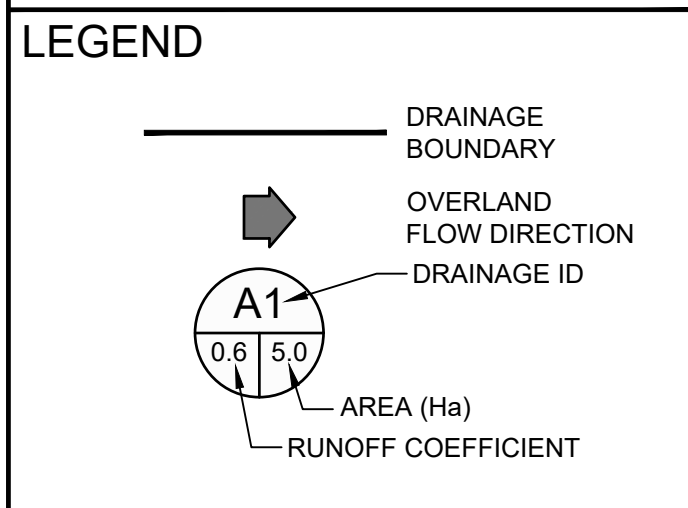 LEGEND
DRAINAGE
BOUNDARY
OVERLAND
FLOW DIRECTION
DRAINAGE ID
A1
0.6 5.0
AREA (Ha)
RUNOFF COEFFICIENT